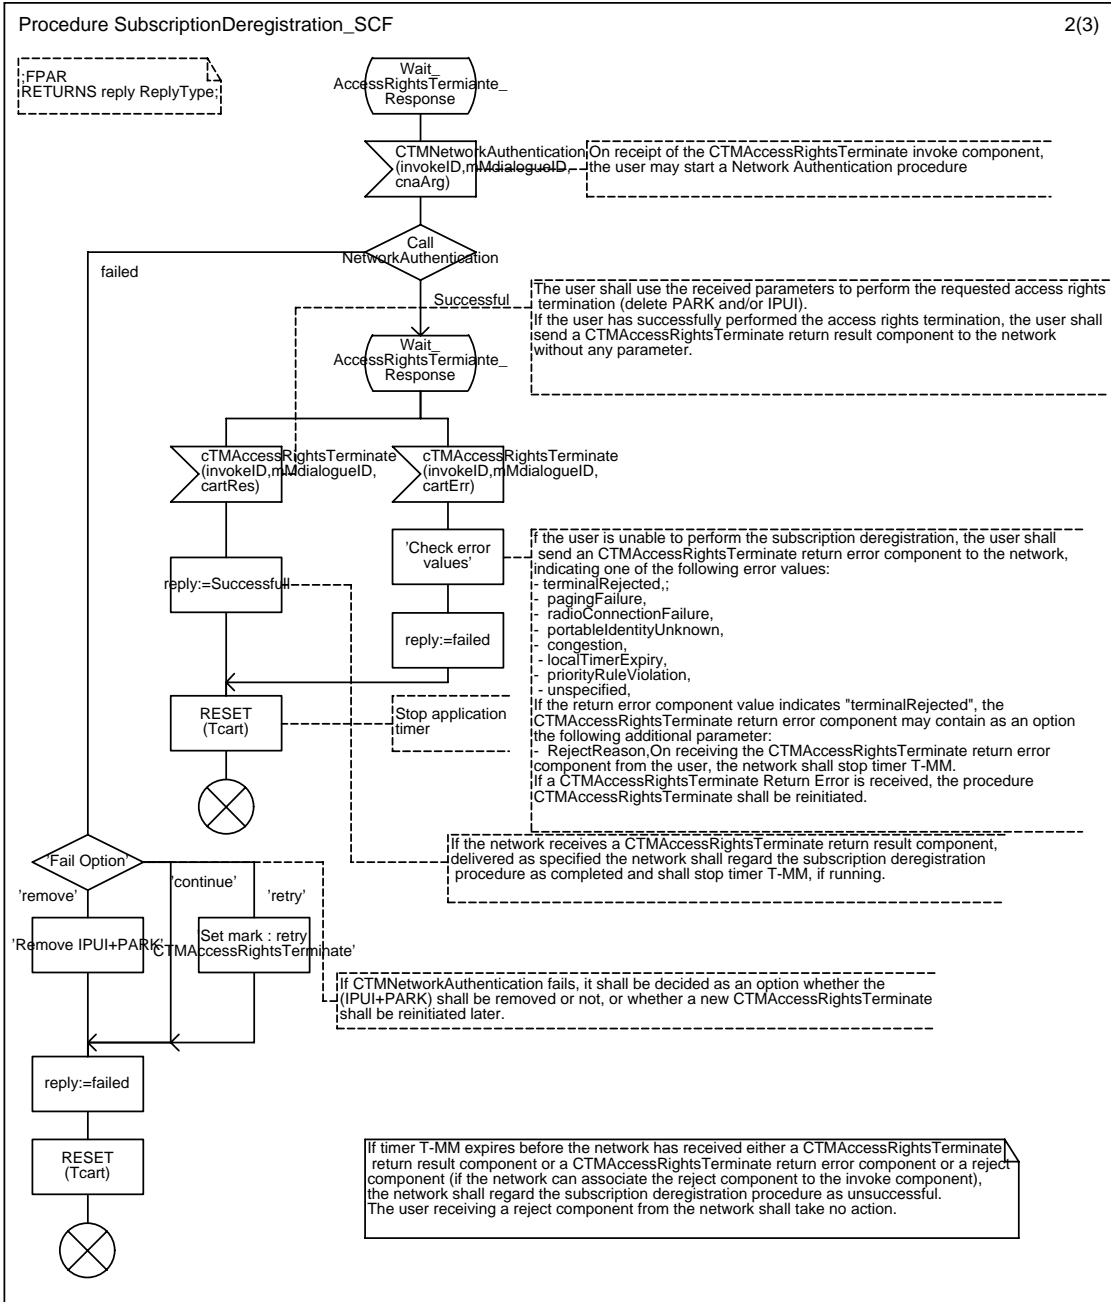 Procedure SubscriptionDeregistration_SCF
2(3)
;FPAR
RETURNS reply ReplyType;
Wait_
AccessRightsTermiante_
Response
CTMNetworkAuthentication
(invokeID,mMdialogueID,
cnaArg)
On receipt of the CTMAccessRightsTerminate invoke component,
the user may start a Network Authentication procedure
Call
NetworkAuthentication
failed
Successful
The user shall use the received parameters to perform the requested access rights
termination (delete PARK and/or IPUI).
If the user has successfully performed the access rights termination, the user shall
send a CTMAccessRightsTerminate return result component to the network
without any parameter.
Wait_
AccessRightsTermiante_
Response
cTMAccessRightsTerminate
(invokeID,mMdialogueID,
cartRes)
cTMAccessRightsTerminate
(invokeID,mMdialogueID,
cartErr)
'Check error
values'
f the user is unable to perform the subscription deregistration, the user shall
send an CTMAccessRightsTerminate return error component to the network,
indicating one of the following error values:
- terminalRejected,;
- pagingFailure,
- radioConnectionFailure,
- portableIdentityUnknown,
- congestion,
- localTimerExpiry,
- priorityRuleViolation,
- unspecified,
If the return error component value indicates "terminalRejected", the
CTMAccessRightsTerminate return error component may contain as an option
the following additional parameter:
- RejectReason,On receiving the CTMAccessRightsTerminate return error
component from the user, the network shall stop timer T-MM.
If a CTMAccessRightsTerminate Return Error is received, the procedure
CTMAccessRightsTerminate shall be reinitiated.
reply:=Successfull
reply:=failed
RESET
(Tcart)
Stop application
timer
'Fail Option'
If the network receives a CTMAccessRightsTerminate return result component,
delivered as specified the network shall regard the subscription deregistration
procedure as completed and shall stop timer T-MM, if running.
'remove'
'continue'
'retry'
'Remove IPUI+PARK'
'Set mark : retry
CTMAccessRightsTerminate'
If CTMNetworkAuthentication fails, it shall be decided as an option whether the
(IPUI+PARK) shall be removed or not, or whether a new CTMAccessRightsTerminate
shall be reinitiated later.
reply:=failed
RESET
(Tcart)
If timer T-MM expires before the network has received either a CTMAccessRightsTerminate
return result component or a CTMAccessRightsTerminate return error component or a reject
component (if the network can associate the reject component to the invoke component),
the network shall regard the subscription deregistration procedure as unsuccessful.
The user receiving a reject component from the network shall take no action.